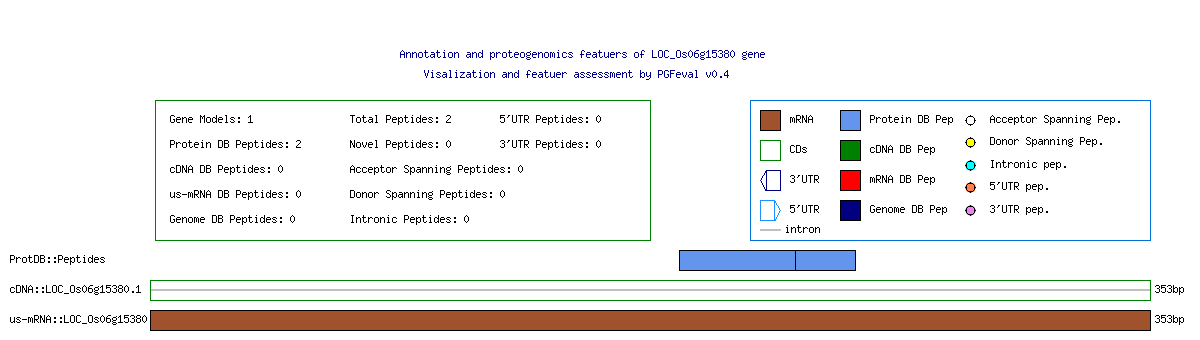 Annotation and proteogenomics featuers of LOC_Os06g15380 gene
Visalization and featuer assessment by PGFeval v0.4
Gene Models: 1 Total Peptides: 2 5'UTR Peptides: 0
Protein DB Peptides: 2 Novel Peptides: 0 3'UTR Peptides: 0
cDNA DB Peptides: 0 Acceptor Spanning Peptides: 0
us-mRNA DB Peptides: 0 Donor Spanning Peptides: 0
Genome DB Peptides: 0 Intronic Peptides: 0
mRNA Protein DB Pep Acceptor Spanning Pep.
CDs cDNA DB Pep Donor Spanning Pep.
3'UTR mRNA DB Pep Intronic pep.
5'UTR Genome DB Pep 5'UTR pep.
intron 3'UTR pep.
ProtDB::Peptides
cDNA::LOC_Os06g15380.1 353bp
us-mRNA::LOC_Os06g15380 353bp